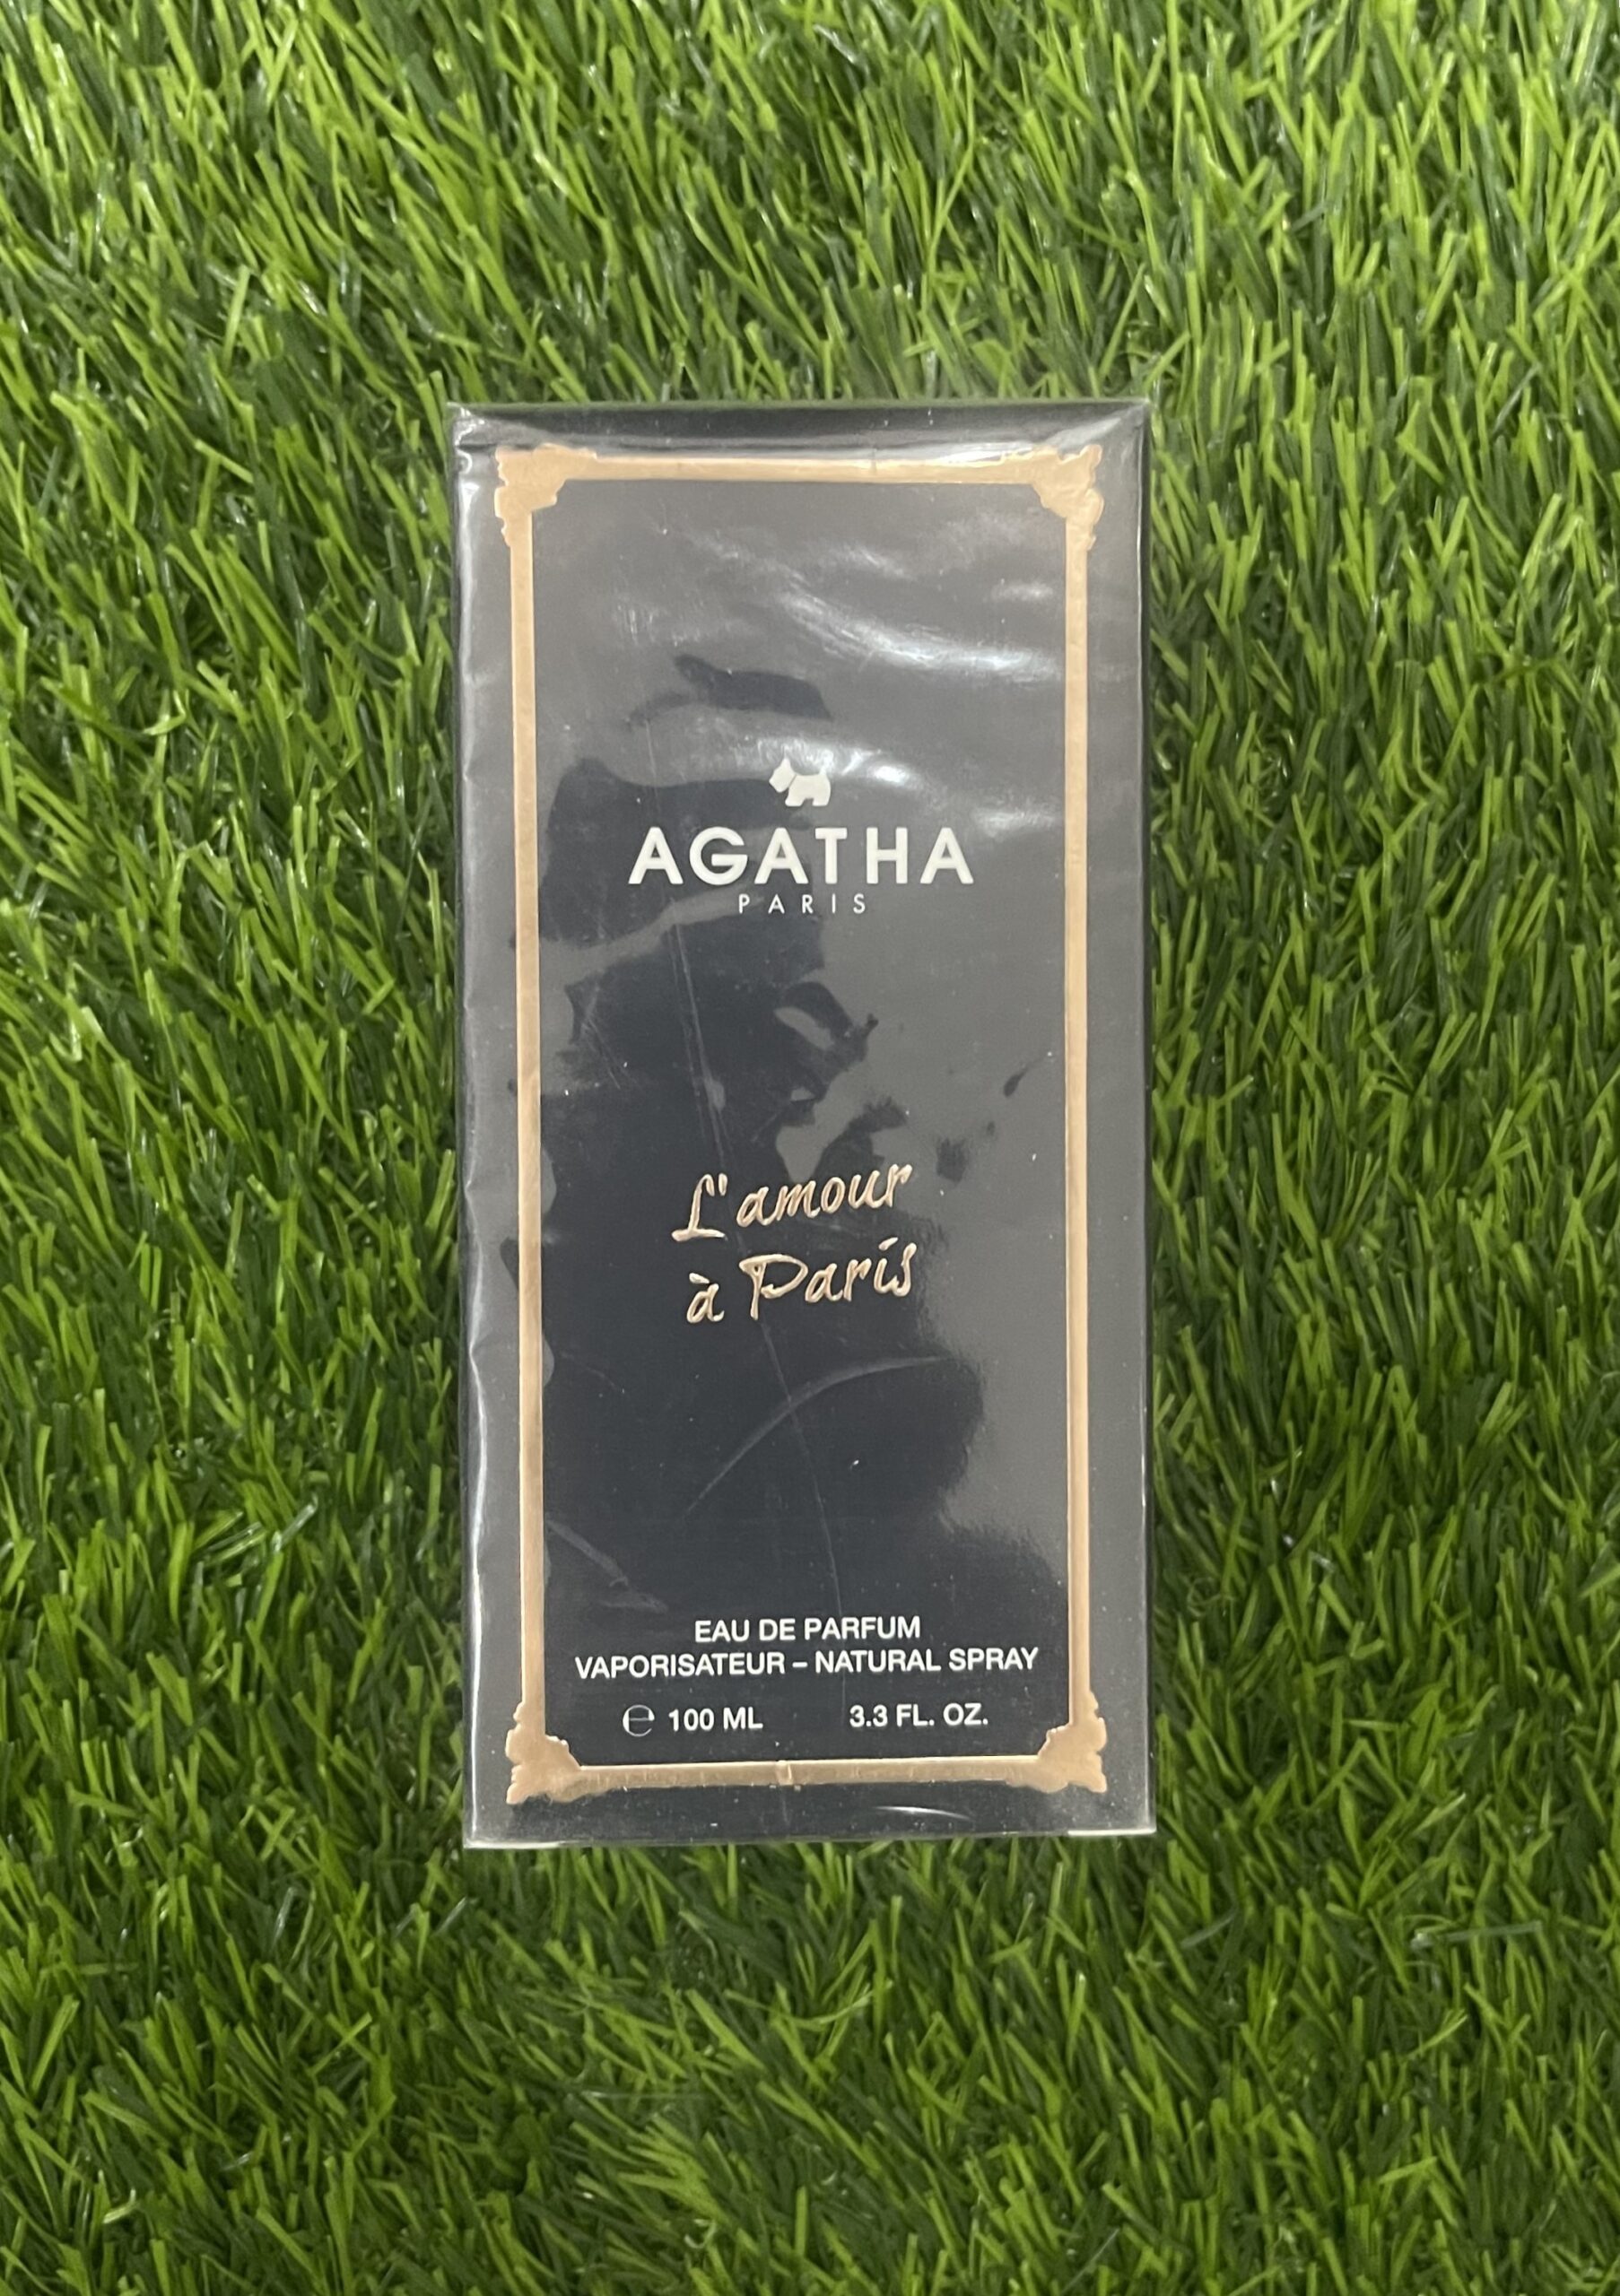 AGATHA
PARIS
L'amour
à Paris
EAU DE PARFUM
VAPORISATEUR – NATURAL SPRAY
℮ 100 ML 3.3 FL. OZ.